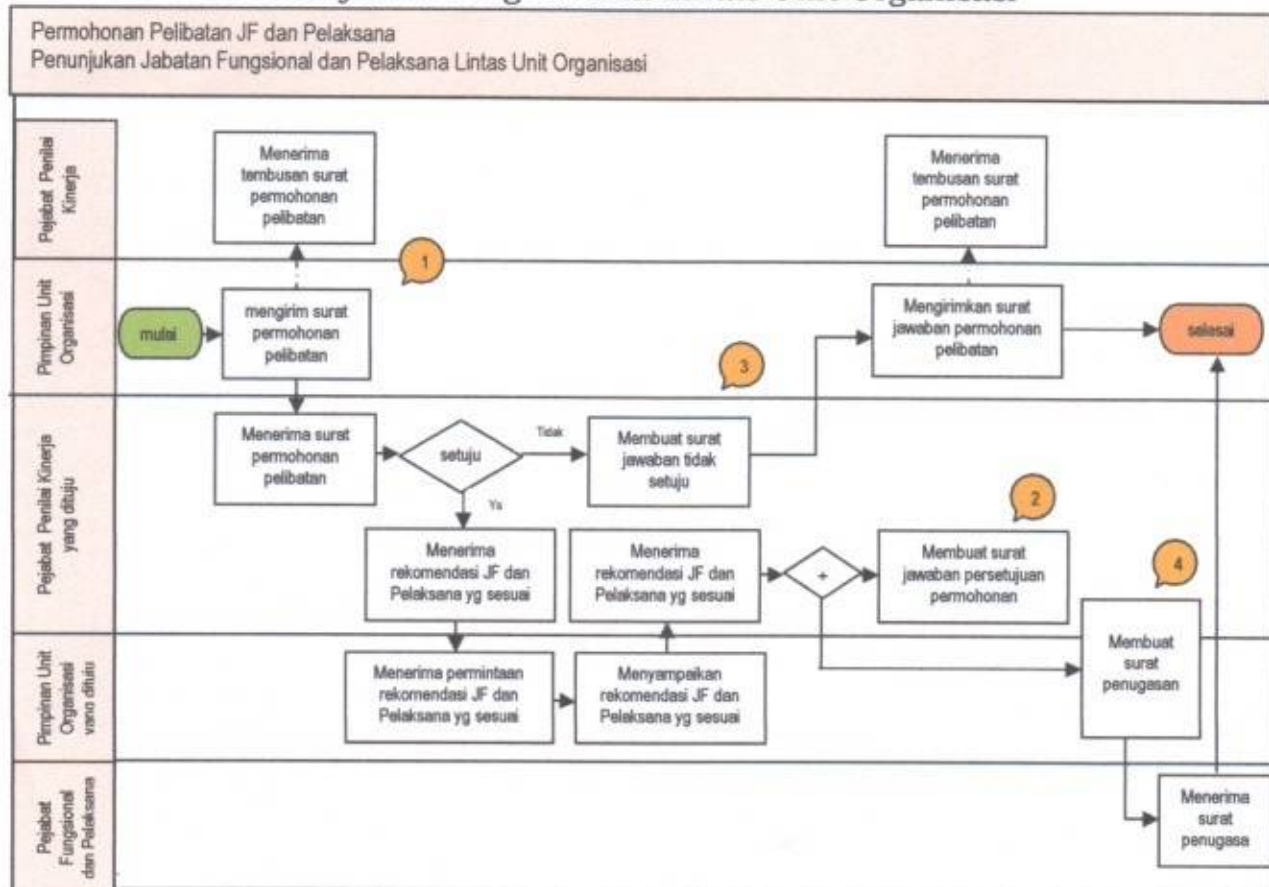 Permohonan Pelibatan JF dan Pelaksana
Penunjukan Jabatan Fungsional dan Pelaksana Lintas Unit Organisasi
Pejabat Penilai
Kinerja
Menerima
tembusan surat
permohonan
pelibatan
Menerima
tembusan surat
permohonan
pelibatan
1
Pimpinan Unit
Organisasi
mulai
mengirim surat
permohonan
pelibatan
Mengirimkan surat
jawaban permohonan
pelibatan
selesai
3
Pejabat Penilai Kinerja
yang dituju
Menerima surat
permohonan
pelibatan
setuju
Tidak
Membuat surat
jawaban tidak
setuju
Ya
2
Menerima
rekomendasi JF dan
Pelaksana yg sesuai
Menerima
rekomendasi JF dan
Pelaksana yg sesuai
+
Membuat surat
jawaban persetujuan
permohonan
4
Membuat
surat
penugasan
Pimpinan Unit
Organisasi
Menerima permintaan
rekomendasi JF dan
Pelaksana yg sesuai
Menyampaikan
rekomendasi JF dan
Pelaksana yg sesuai
Pejabat
Fungsional
dan Pelaksana
Menerima
surat
penugasa